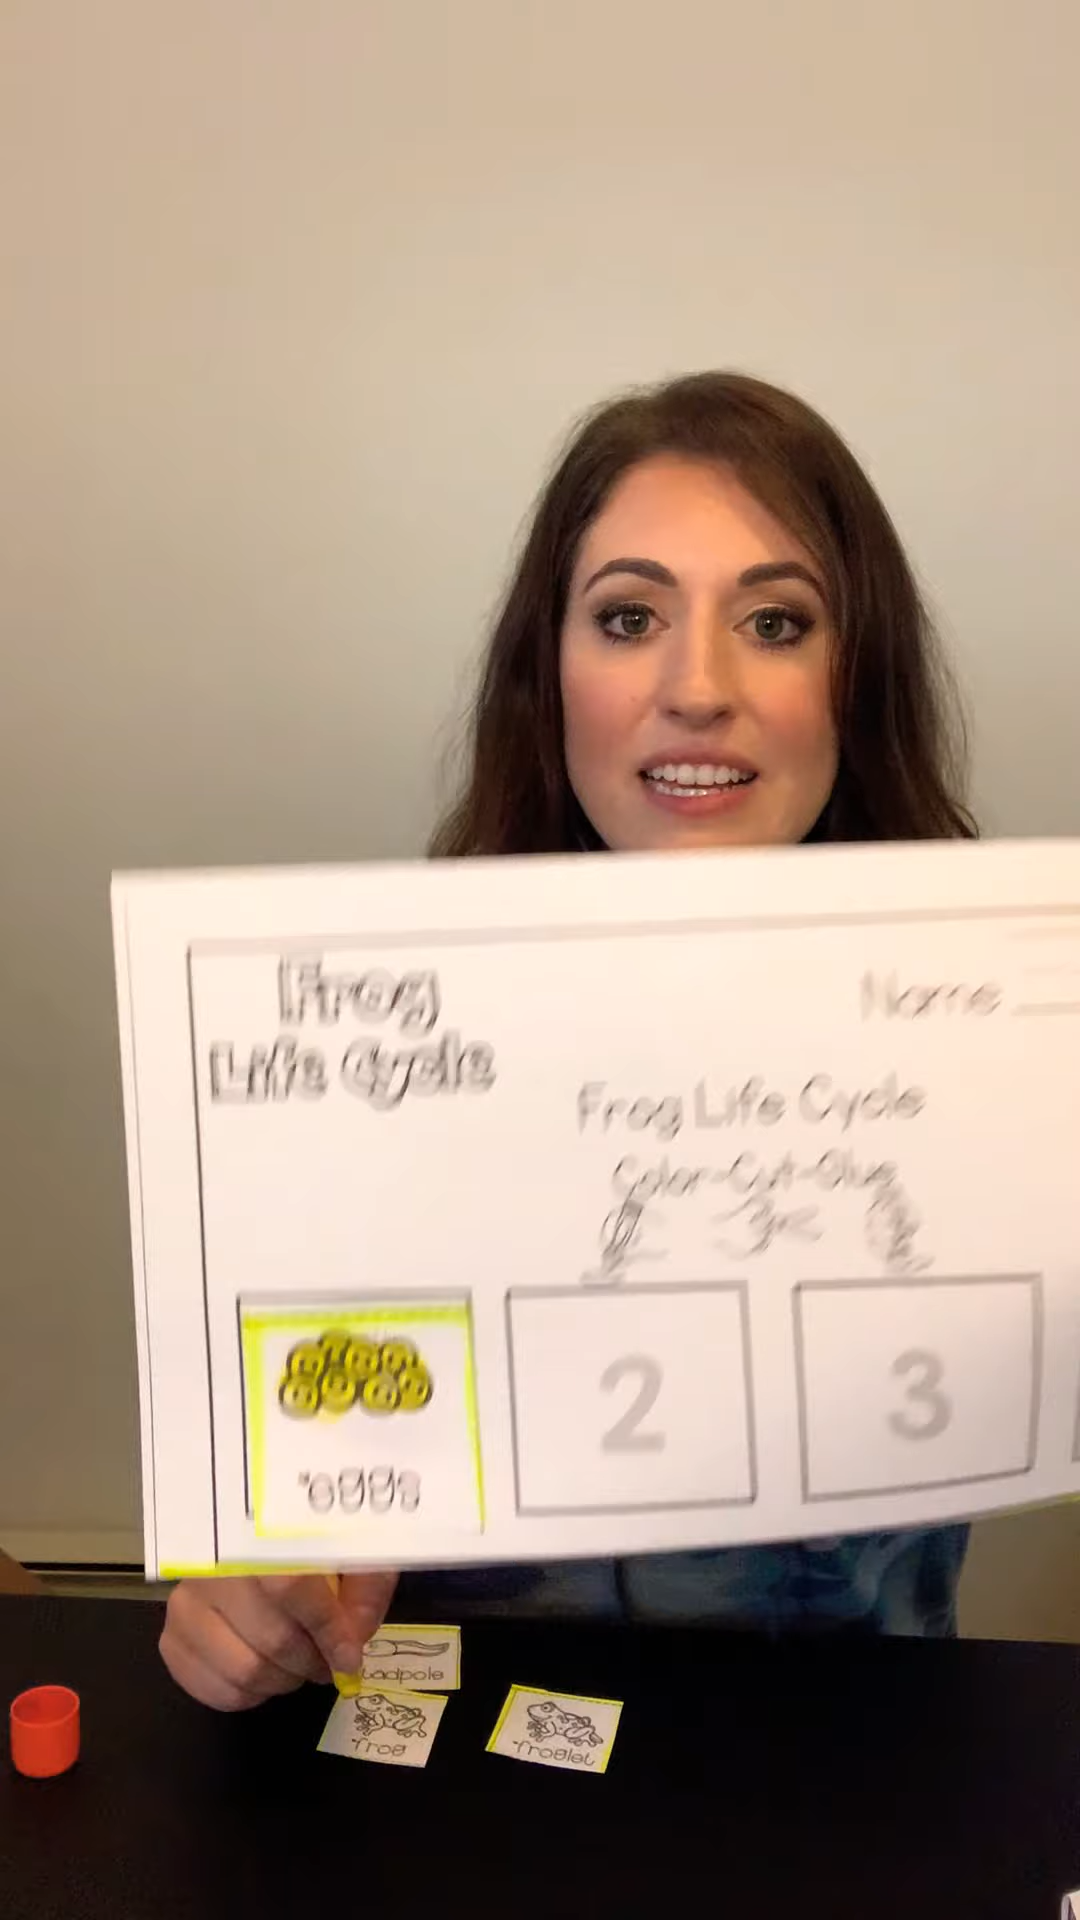 Frog
Life Cycle
Name
Frog Life Cycle
Color-Cut-Glue
2
3
eggs
tadpole
frog
froglet